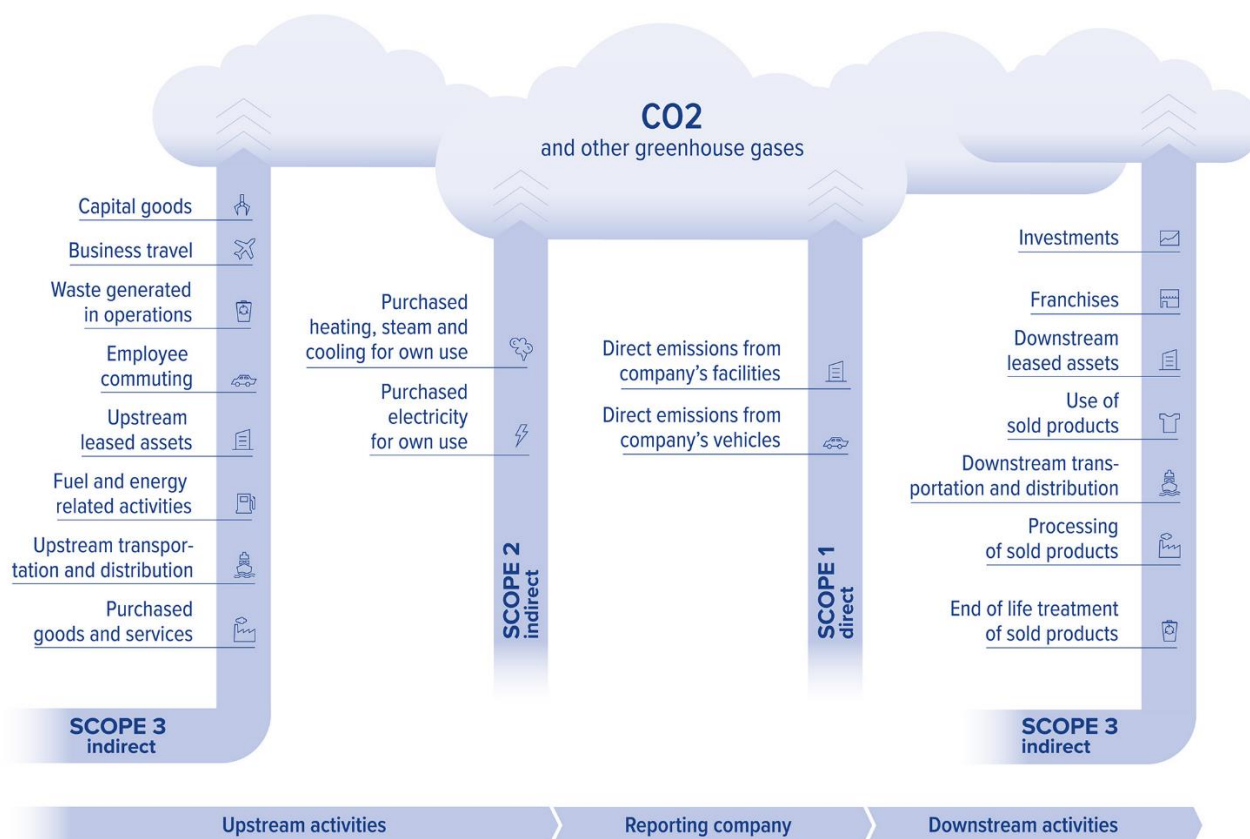 CO2
and other greenhouse gases
Capital goods
Business travel
Waste generated
in operations
Employee
commuting
Upstream
leased assets
Fuel and energy
related activities
Upstream transpor-
tation and distribution
Purchased
goods and services
SCOPE 3
indirect
Purchased
heating, steam and
cooling for own use
Purchased
electricity
for own use
SCOPE 2
indirect
Direct emissions from
company's facilities
Direct emissions from
company's vehicles
SCOPE 1
direct
Investments
Franchises
Downstream
leased assets
Use of
sold products
Downstream trans-
portation and distribution
Processing
of sold products
End of life treatment
of sold products
SCOPE 3
indirect
Upstream activities
Reporting company
Downstream activities